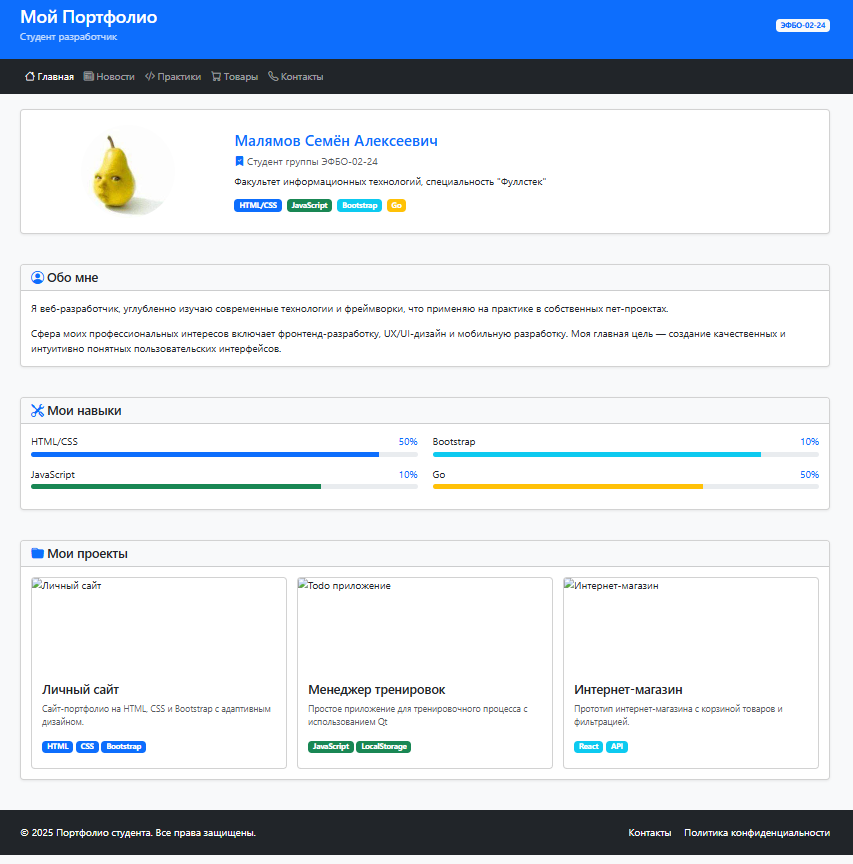 Мой Портфолио
Студент разработчик
ЭФБО-02-24
Главная Новости Практики Товары Контакты
Малямов Семён Алексеевич
Студент группы ЭФБО-02-24
Факультет информационных технологий, специальность "Фуллстек"
HTML/CSS JavaScript Bootstrap Go
Обо мне
Я веб-разработчик, углубленно изучаю современные технологии и фреймворки, что применяю на практике в собственных пет-проектах.
Сфера моих профессиональных интересов включает фронтенд-разработку, UX/UI-дизайн и мобильную разработку. Моя главная цель — создание качественных и
интуитивно понятных пользовательских интерфейсов.
Мои навыки
HTML/CSS 50%
Bootstrap 10%
JavaScript 10%
Go 50%
Мои проекты
Личный сайт
Личный сайт
Сайт-портфолио на HTML, CSS и Bootstrap с адаптивным
дизайном.
HTML CSS Bootstrap
Todo приложение
Менеджер тренировок
Простое приложение для тренировочного процесса с
использованием Qt
JavaScript LocalStorage
Интернет-магазин
Интернет-магазин
Прототип интернет-магазина с корзиной товаров и
фильтрацией.
React API
© 2025 Портфолио студента. Все права защищены.
Контакты Политика конфиденциальности